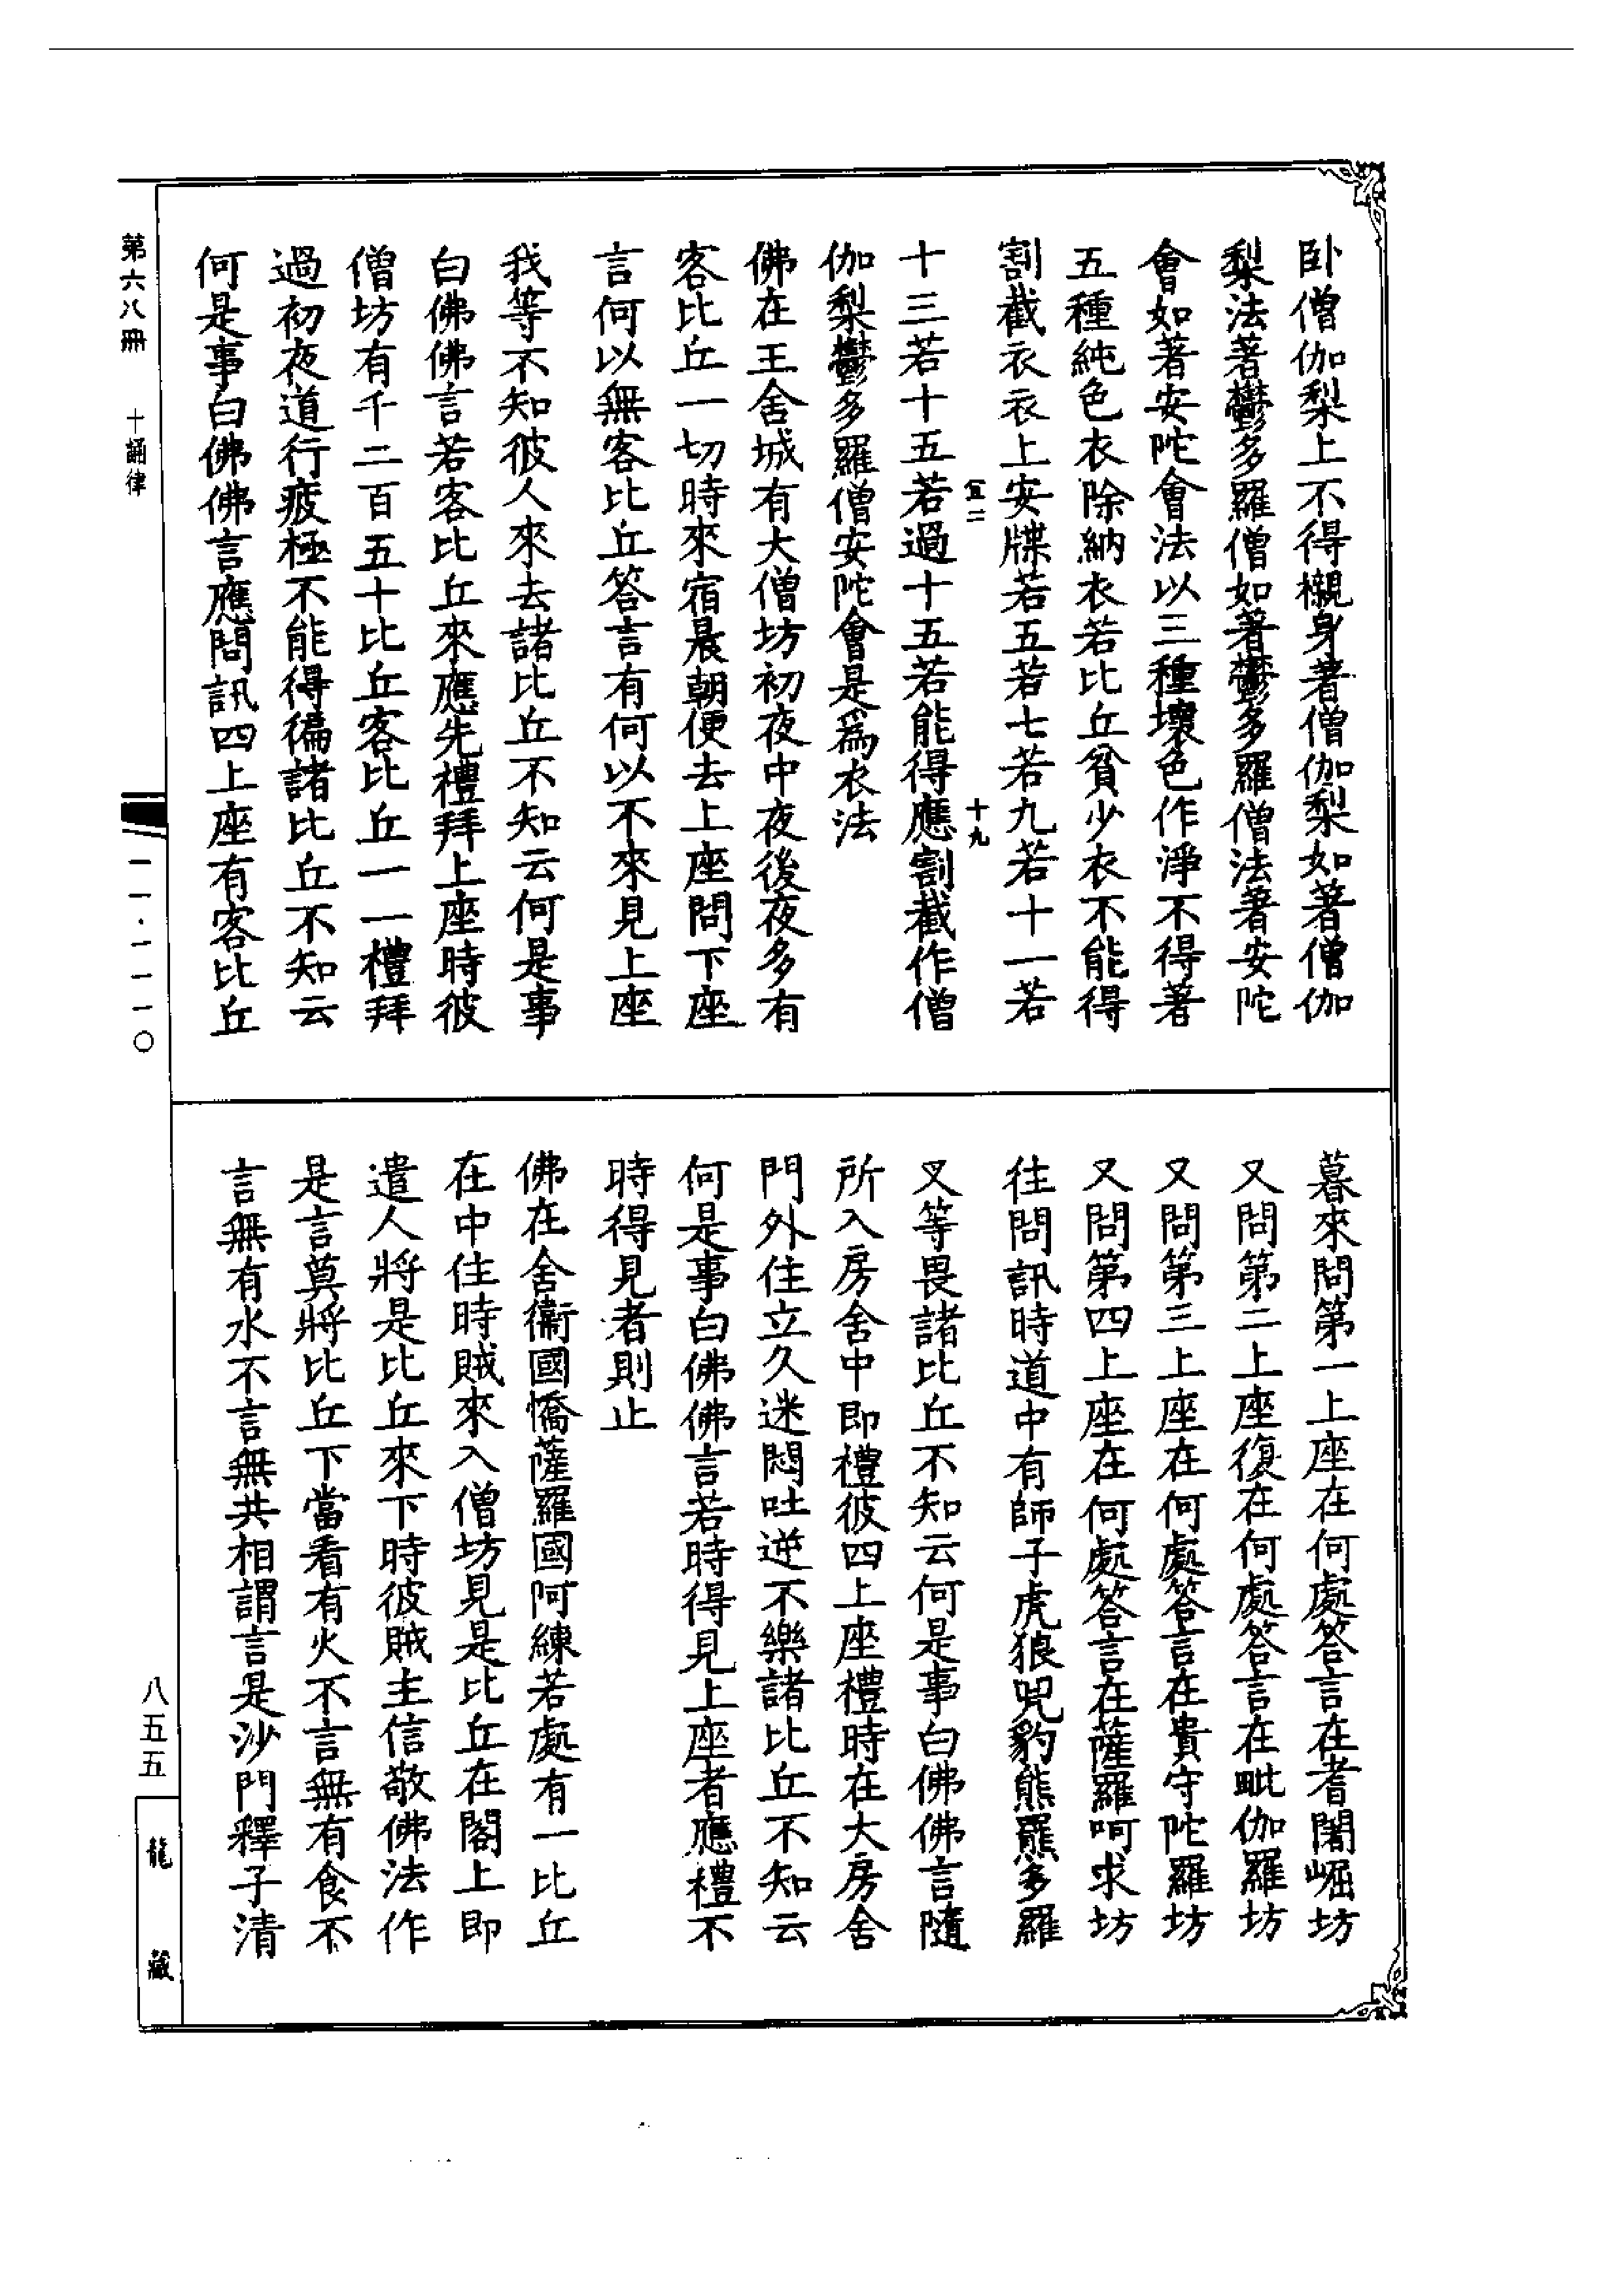 卧僧伽梨上不得襯身著僧伽梨如著僧伽
梨法著鬱多羅僧如著鬱多羅僧法著安陀
會如著安陀會法以三種壞色作淨不得著
五種純色衣除納衣若比丘貧少衣不能得
割截衣衣上安牒若五若七若九若十一若
宜二 十九
十三若十五若過十五若能得應割截作僧
伽梨鬱多羅僧安陀會是爲衣法
佛在王舍城有大僧坊初夜中夜後夜多有
客比丘一切時來宿晨朝便去上座問下座
言何以無客比丘答言有何以不來見上座
我等不知彼人來去諸比丘不知云何是事
白佛佛言若客比丘來應先禮拜上座時彼
僧坊有千二百五十比丘客比丘一一禮拜
過初夜道行疲極不能得徧諸比丘不知云
何是事白佛佛言應問訊四上座有客比丘
暮來問第一上座在何處答言在耆闍崛坊
又問第二上座復在何處答言在毗伽羅坊
又問第三上座在何處答言在貴守陀羅坊
又問第四上座在何處答言在薩羅呵求坊
往問訊時道中有師子虎狼兕豹熊羆多羅
叉等畏諸比丘不知云何是事白佛佛言隨
所入房舍中即禮彼四上座禮時在大房舍
門外住立久迷悶吐逆不樂諸比丘不知云
何是事白佛佛言若時得見上座者應禮不
時得見者則止
佛在舍衞國憍薩羅國阿練若處有一比丘
在中住時賊來入僧坊見是比丘在閣上即
遣人將是比丘來下時彼賊主信敬佛法作
是言莫將比丘下當看有火不言無有食不
言無有水不言無共相謂言是沙門釋子清
第六八冊 十誦律
一一·一一一〇
八五五
龍藏